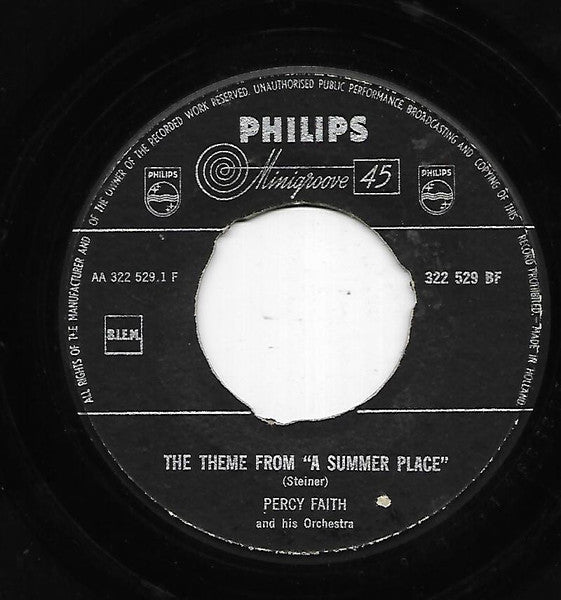 ALL RIGHTS OF THE MANUFACTURER AND OF THE OWNER OF THE RECORDED WORK RESERVED. UNAUTHORISED PUBLIC PERFORMANCE, BROADCASTING AND COPYING OF THIS RECORD PROHIBITED - MADE IN HOLLAND
PHILIPS
Minigroove 45
PHILIPS
PHILIPS
AA 322 529.1 F
322 529 BF
B.I.E.M.
THE THEME FROM "A SUMMER PLACE"
(Steiner)
PERCY FAITH
and his Orchestra